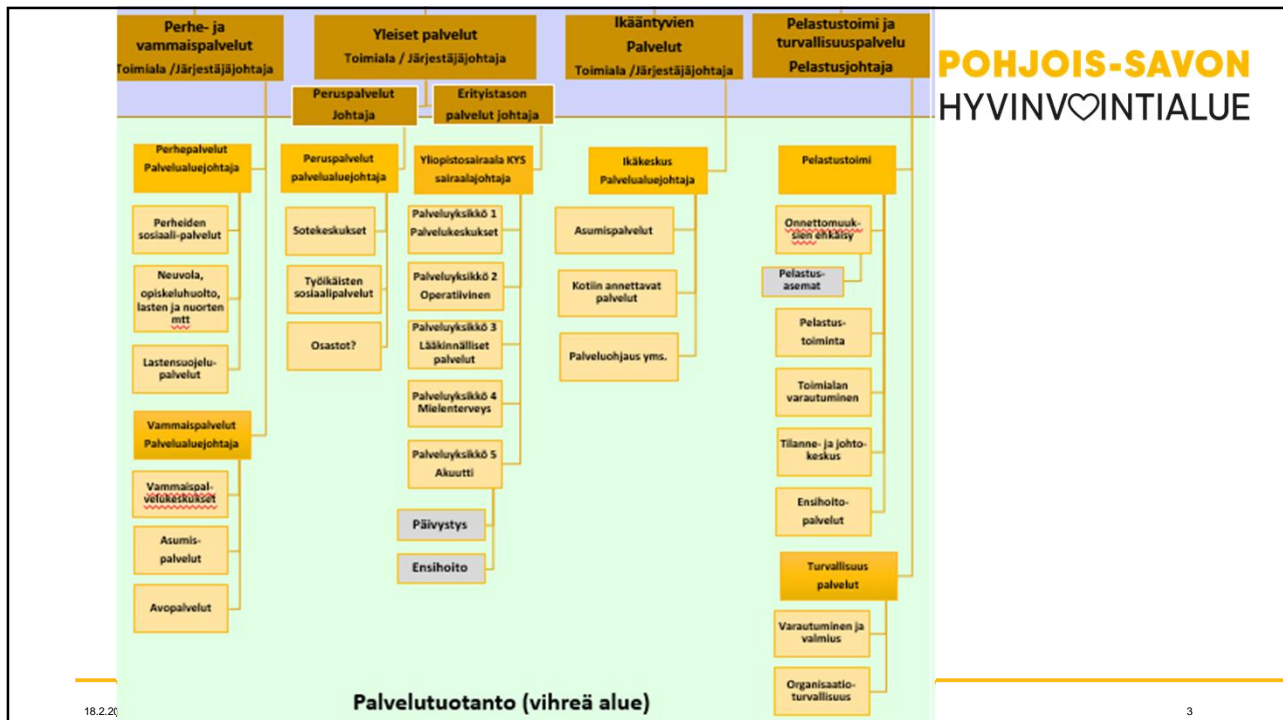 Perhe- ja
vammaispalvelut
Toimiala /Järjestäjäjohtaja
Yleiset palvelut
Toimiala / Järjestäjäjohtaja
Ikääntyvien
Palvelut
Toimiala /Järjestäjäjohtaja
Pelastustoimi ja
turvallisuuspalvelu
Pelastusjohtaja
POHJOIS-SAVON
HYVINVOINTIALUE
Peruspalvelut
Johtaja
Erityistason
palvelut johtaja
Perhepalvelut
Palvelualuejohtaja
Perheiden
sosiaali-palvelut
Neuvola,
opiskeluhuolto,
lasten ja nuorten
mtt
Lastensuojelu-
palvelut
Vammaispalvelut
Palvelualuejohtaja
Vammaispal-
velukeskukset
Asumis-
palvelut
Avopalvelut
Peruspalvelut
palvelualuejohtaja
Sotekeskukset
Työikäisten
sosiaalipalvelut
Osastot?
Yliopistosairaala KYS
sairaalajohtaja
Palveluyksikkö 1
Palvelukeskukset
Palveluyksikkö 2
Operatiivinen
Palveluyksikkö 3
Lääkinnälliset
palvelut
Palveluyksikkö 4
Mielenterveys
Palveluyksikkö 5
Akuutti
Päivystys
Ensihoito
Ikäkeskus
Palvelualuejohtaja
Asumispalvelut
Kotiin annettavat
palvelut
Palveluohjaus yms.
Pelastustoimi
Onnettomuuk-
sien ehkäisy
Pelastus-
asemat
Pelastus-
toiminta
Toimialan
varautuminen
Tilanne- ja johto-
keskus
Ensihoito-
palvelut
Turvallisuus
palvelut
Varautuminen ja
valmius
Organisaatio-
turvallisuus
Palvelutuotanto (vihreä alue)
18.2.20
3